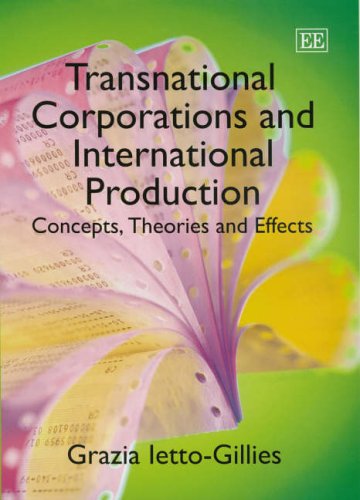 EE
Transnational
Corporations and
International
Production
Concepts, Theories and Effects
Grazia Ietto-Gillies